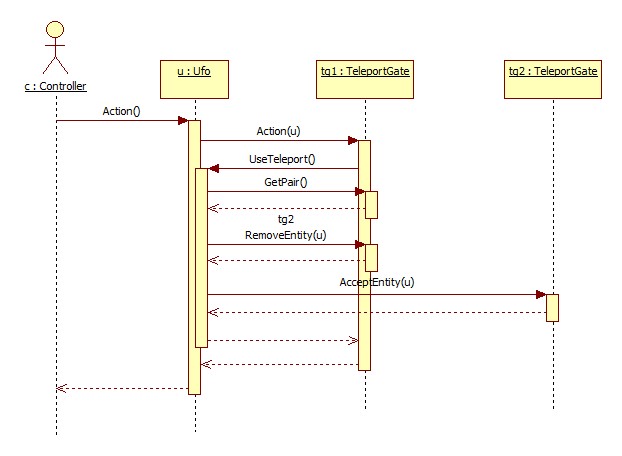 c : Controller
u : Ufo
tg1 : TeleportGate
tg2 : TeleportGate
Action()
Action(u)
UseTeleport()
GetPair()
tg2
RemoveEntity(u)
AcceptEntity(u)